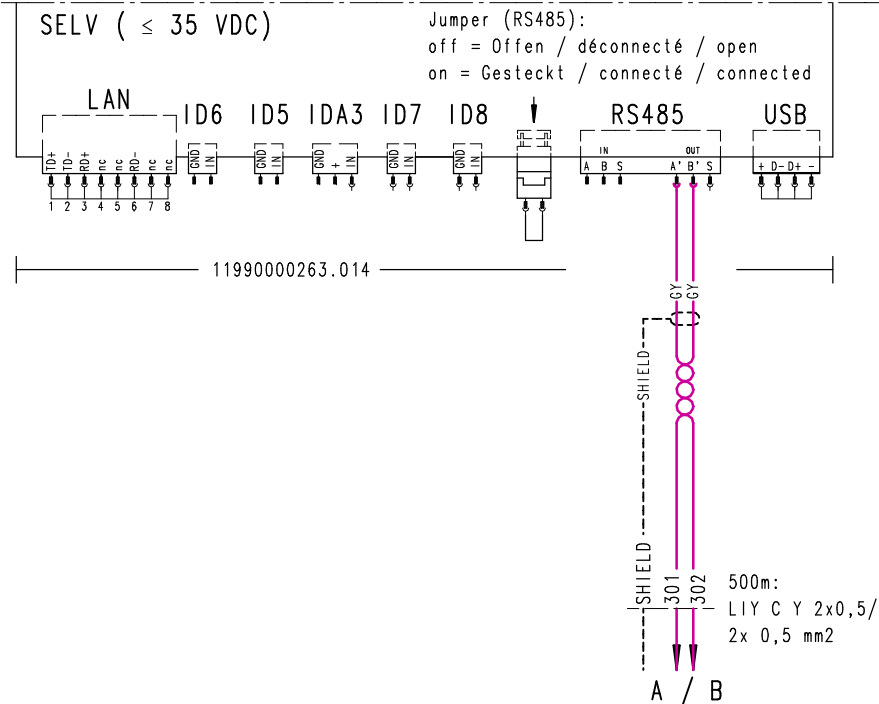 SELV ( ≤ 35 VDC)
Jumper (RS485):
off = Offen / déconnecté / open
on = Gesteckt / connecté / connected
LAN ID6 ID5 IDA3 ID7 ID8 RS485 USB
IN OUT
TD+ TD- RD+ nc nc RD- nc nc GND IN GND IN GND + IN GND IN GND IN A B S A' B' S + D- D+ -
1 2 3 4 5 6 7 8
11990000263.014
GY GY
SHIELD
SHIELD 301 302
500m:
LIY C Y 2x0,5/
2x 0,5 mm2
A / B